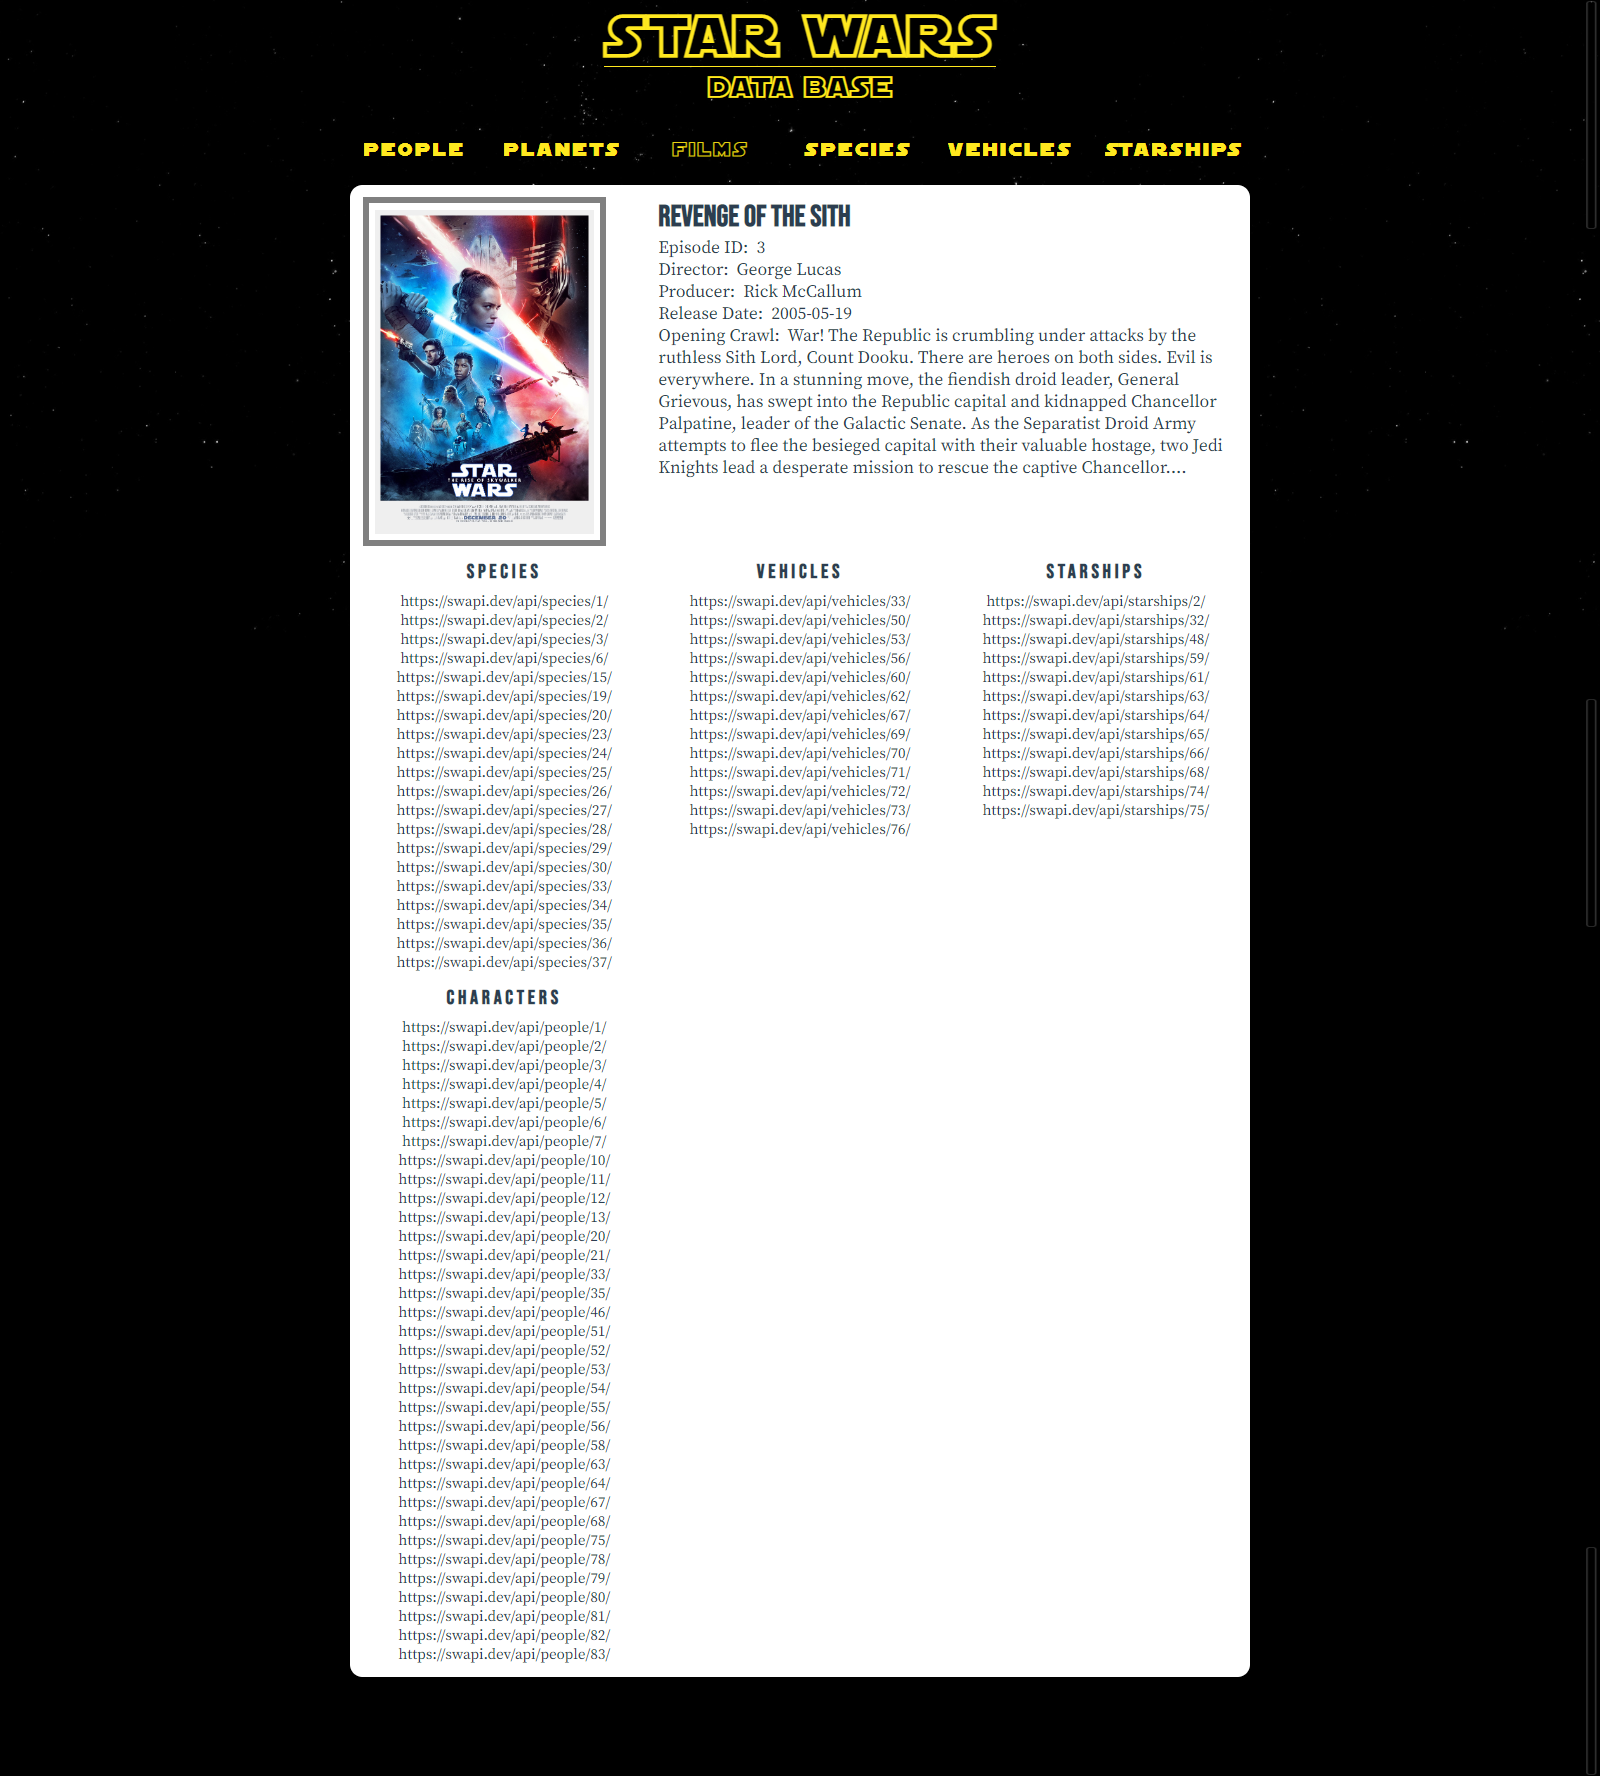 STAR WARS
DATA BASE
PEOPLE PLANETS FILMS SPECIES VEHICLES STARSHIPS
REVENGE OF THE SITH
Episode ID: 3
Director: George Lucas
Producer: Rick McCallum
Release Date: 2005-05-19
Opening Crawl: War! The Republic is crumbling under attacks by the
ruthless Sith Lord, Count Dooku. There are heroes on both sides. Evil is
everywhere. In a stunning move, the fiendish droid leader, General
Grievous, has swept into the Republic capital and kidnapped Chancellor
Palpatine, leader of the Galactic Senate. As the Separatist Droid Army
attempts to flee the besieged capital with their valuable hostage, two Jedi
Knights lead a desperate mission to rescue the captive Chancellor....
STAR
THE RISE OF SKYWALKER
WARS
DECEMBER 20
SPECIES
https://swapi.dev/api/species/1/
https://swapi.dev/api/species/2/
https://swapi.dev/api/species/3/
https://swapi.dev/api/species/6/
https://swapi.dev/api/species/15/
https://swapi.dev/api/species/19/
https://swapi.dev/api/species/20/
https://swapi.dev/api/species/23/
https://swapi.dev/api/species/24/
https://swapi.dev/api/species/25/
https://swapi.dev/api/species/26/
https://swapi.dev/api/species/27/
https://swapi.dev/api/species/28/
https://swapi.dev/api/species/29/
https://swapi.dev/api/species/30/
https://swapi.dev/api/species/33/
https://swapi.dev/api/species/34/
https://swapi.dev/api/species/35/
https://swapi.dev/api/species/36/
https://swapi.dev/api/species/37/
VEHICLES
https://swapi.dev/api/vehicles/33/
https://swapi.dev/api/vehicles/50/
https://swapi.dev/api/vehicles/53/
https://swapi.dev/api/vehicles/56/
https://swapi.dev/api/vehicles/60/
https://swapi.dev/api/vehicles/62/
https://swapi.dev/api/vehicles/67/
https://swapi.dev/api/vehicles/69/
https://swapi.dev/api/vehicles/70/
https://swapi.dev/api/vehicles/71/
https://swapi.dev/api/vehicles/72/
https://swapi.dev/api/vehicles/73/
https://swapi.dev/api/vehicles/76/
STARSHIPS
https://swapi.dev/api/starships/2/
https://swapi.dev/api/starships/32/
https://swapi.dev/api/starships/48/
https://swapi.dev/api/starships/59/
https://swapi.dev/api/starships/61/
https://swapi.dev/api/starships/63/
https://swapi.dev/api/starships/64/
https://swapi.dev/api/starships/65/
https://swapi.dev/api/starships/66/
https://swapi.dev/api/starships/68/
https://swapi.dev/api/starships/74/
https://swapi.dev/api/starships/75/
CHARACTERS
https://swapi.dev/api/people/1/
https://swapi.dev/api/people/2/
https://swapi.dev/api/people/3/
https://swapi.dev/api/people/4/
https://swapi.dev/api/people/5/
https://swapi.dev/api/people/6/
https://swapi.dev/api/people/7/
https://swapi.dev/api/people/10/
https://swapi.dev/api/people/11/
https://swapi.dev/api/people/12/
https://swapi.dev/api/people/13/
https://swapi.dev/api/people/20/
https://swapi.dev/api/people/21/
https://swapi.dev/api/people/33/
https://swapi.dev/api/people/35/
https://swapi.dev/api/people/46/
https://swapi.dev/api/people/51/
https://swapi.dev/api/people/52/
https://swapi.dev/api/people/53/
https://swapi.dev/api/people/54/
https://swapi.dev/api/people/55/
https://swapi.dev/api/people/56/
https://swapi.dev/api/people/58/
https://swapi.dev/api/people/63/
https://swapi.dev/api/people/64/
https://swapi.dev/api/people/67/
https://swapi.dev/api/people/68/
https://swapi.dev/api/people/75/
https://swapi.dev/api/people/78/
https://swapi.dev/api/people/79/
https://swapi.dev/api/people/80/
https://swapi.dev/api/people/81/
https://swapi.dev/api/people/82/
https://swapi.dev/api/people/83/